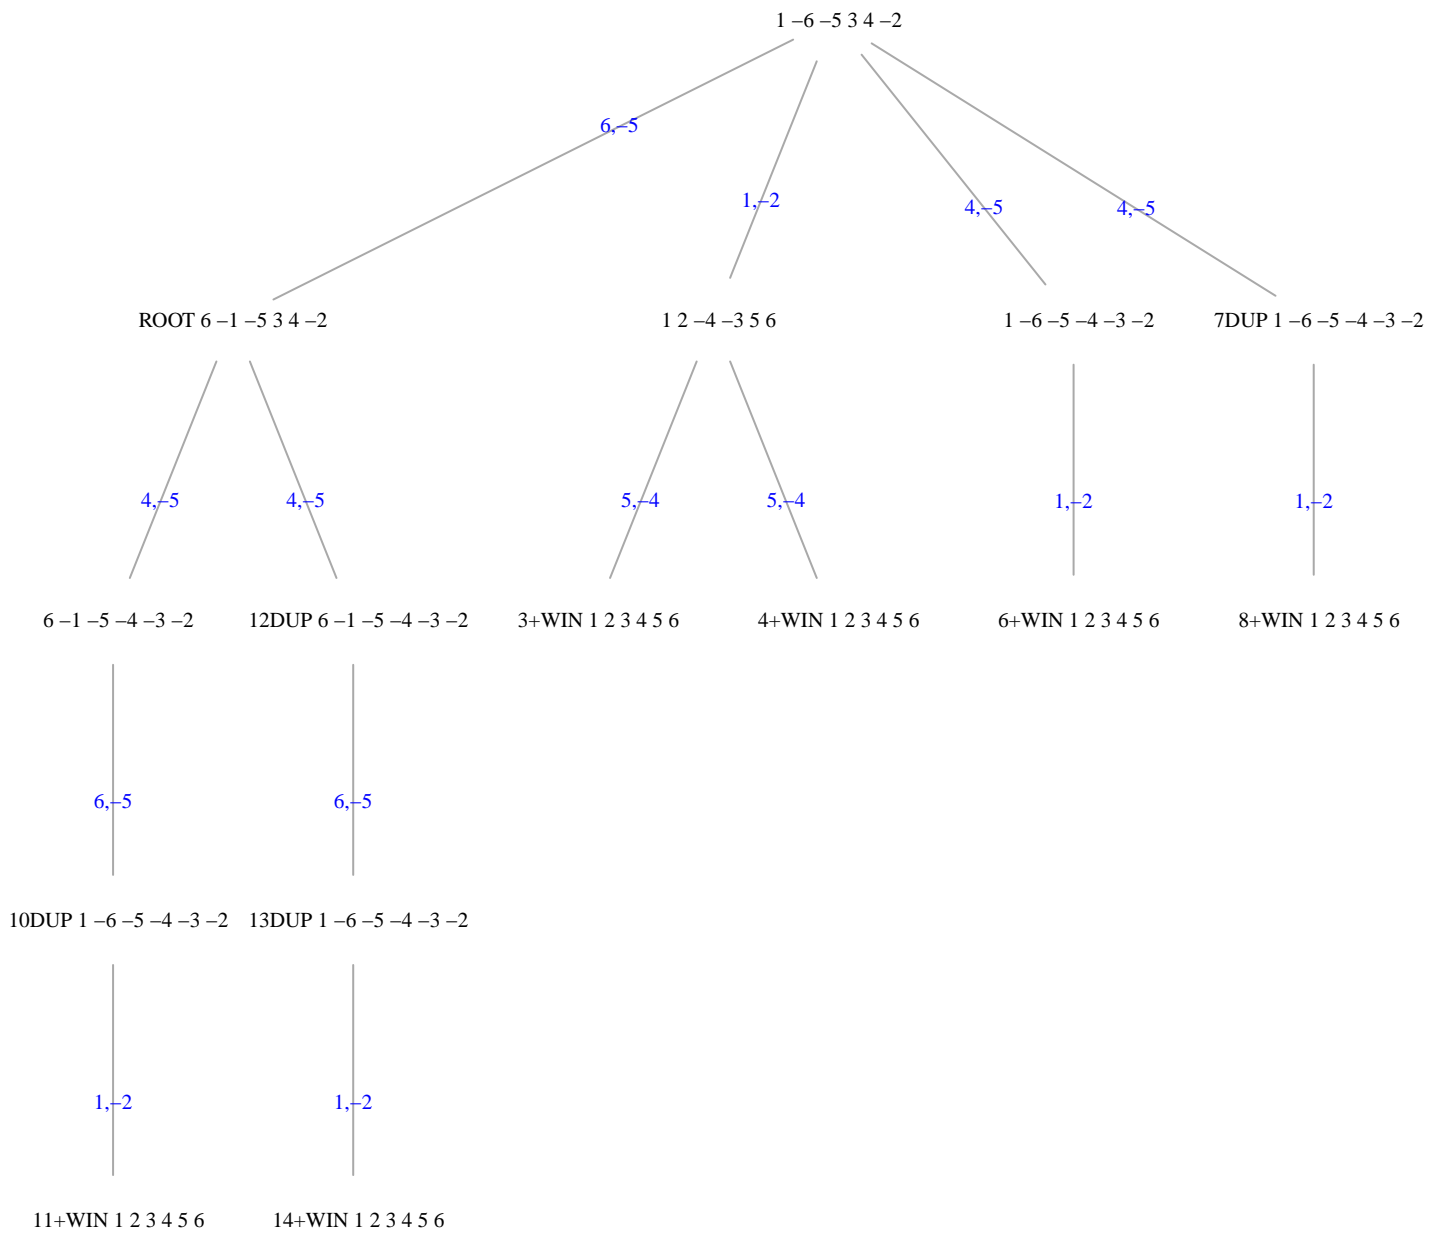 1 –6 –5 3 4 –2
6,–5
1,–2
4,–5
4,–5
ROOT 6 –1 –5 3 4 –2
1 2 –4 –3 5 6
1 –6 –5 –4 –3 –2
7DUP 1 –6 –5 –4 –3 –2
4,–5
4,–5
5,–4
5,–4
1,–2
1,–2
6 –1 –5 –4 –3 –2
12DUP 6 –1 –5 –4 –3 –2
3+WIN 1 2 3 4 5 6
4+WIN 1 2 3 4 5 6
6+WIN 1 2 3 4 5 6
8+WIN 1 2 3 4 5 6
6,–5
6,–5
10DUP 1 –6 –5 –4 –3 –2
13DUP 1 –6 –5 –4 –3 –2
1,–2
1,–2
11+WIN 1 2 3 4 5 6
14+WIN 1 2 3 4 5 6